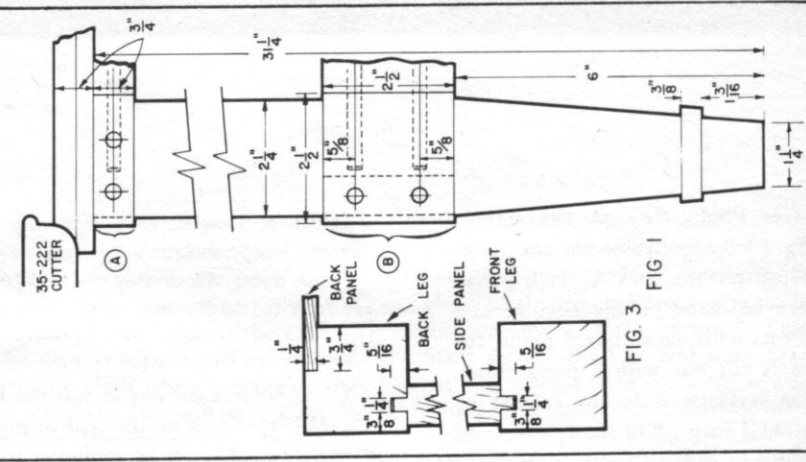 35-222
CUTTER
3/4"
31 1/4"
A
2 1/4"
2 1/2"
5/8"
2 1/2"
5/8"
B
6"
3/8"
1 3/16"
1 1/4"
FIG. 1
BACK
PANEL
BACK LEG
SIDE PANEL
FRONT
LEG
1/4"
3/4"
5/16"
3/8"
1/4"
5/16
3/8"
1/4"
FIG. 3